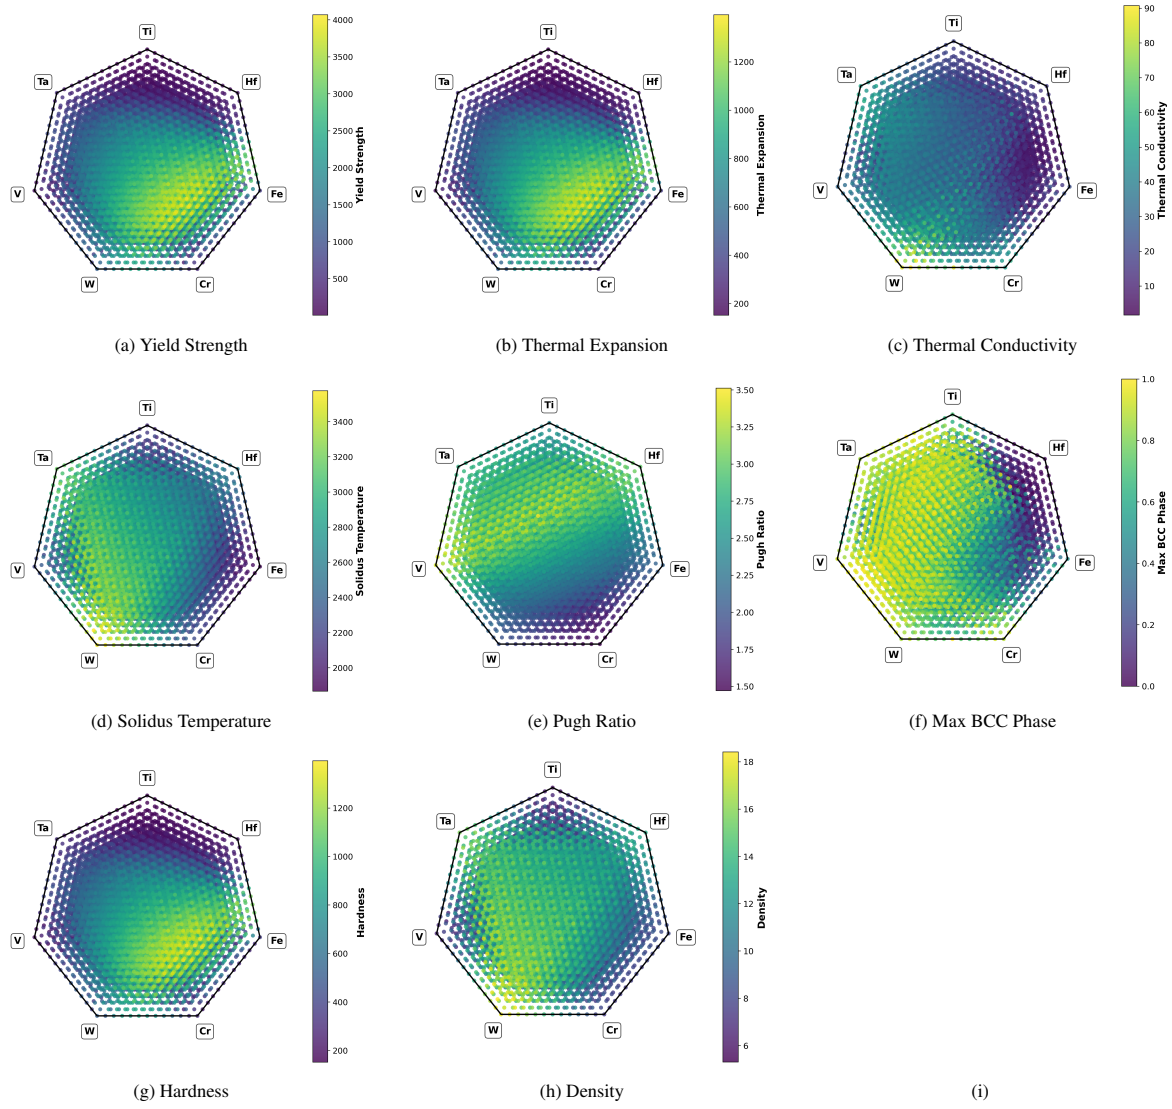 Ti
Hf
Fe
Cr
W
V
Ta
4000
3500
3000
2500
2000
1500
1000
500
Yield Strength
(a) Yield Strength
Ti
Hf
Fe
Cr
W
V
Ta
1200
1000
800
600
400
200
Thermal Expansion
(b) Thermal Expansion
Ti
Hf
Fe
Cr
W
V
Ta
90
80
70
60
50
40
30
20
10
Thermal Conductivity
(c) Thermal Conductivity
Ti
Hf
Fe
Cr
W
V
Ta
3400
3200
3000
2800
2600
2400
2200
2000
Solidus Temperature
(d) Solidus Temperature
Ti
Hf
Fe
Cr
W
V
Ta
3.50
3.25
3.00
2.75
2.50
2.25
2.00
1.75
1.50
Pugh Ratio
(e) Pugh Ratio
Ti
Hf
Fe
Cr
W
V
Ta
1.0
0.8
0.6
0.4
0.2
0.0
Max BCC Phase
(f) Max BCC Phase
Ti
Hf
Fe
Cr
W
V
Ta
1200
1000
800
600
400
200
Hardness
(g) Hardness
Ti
Hf
Fe
Cr
W
V
Ta
18
16
14
12
10
8
6
Density
(h) Density
(i)